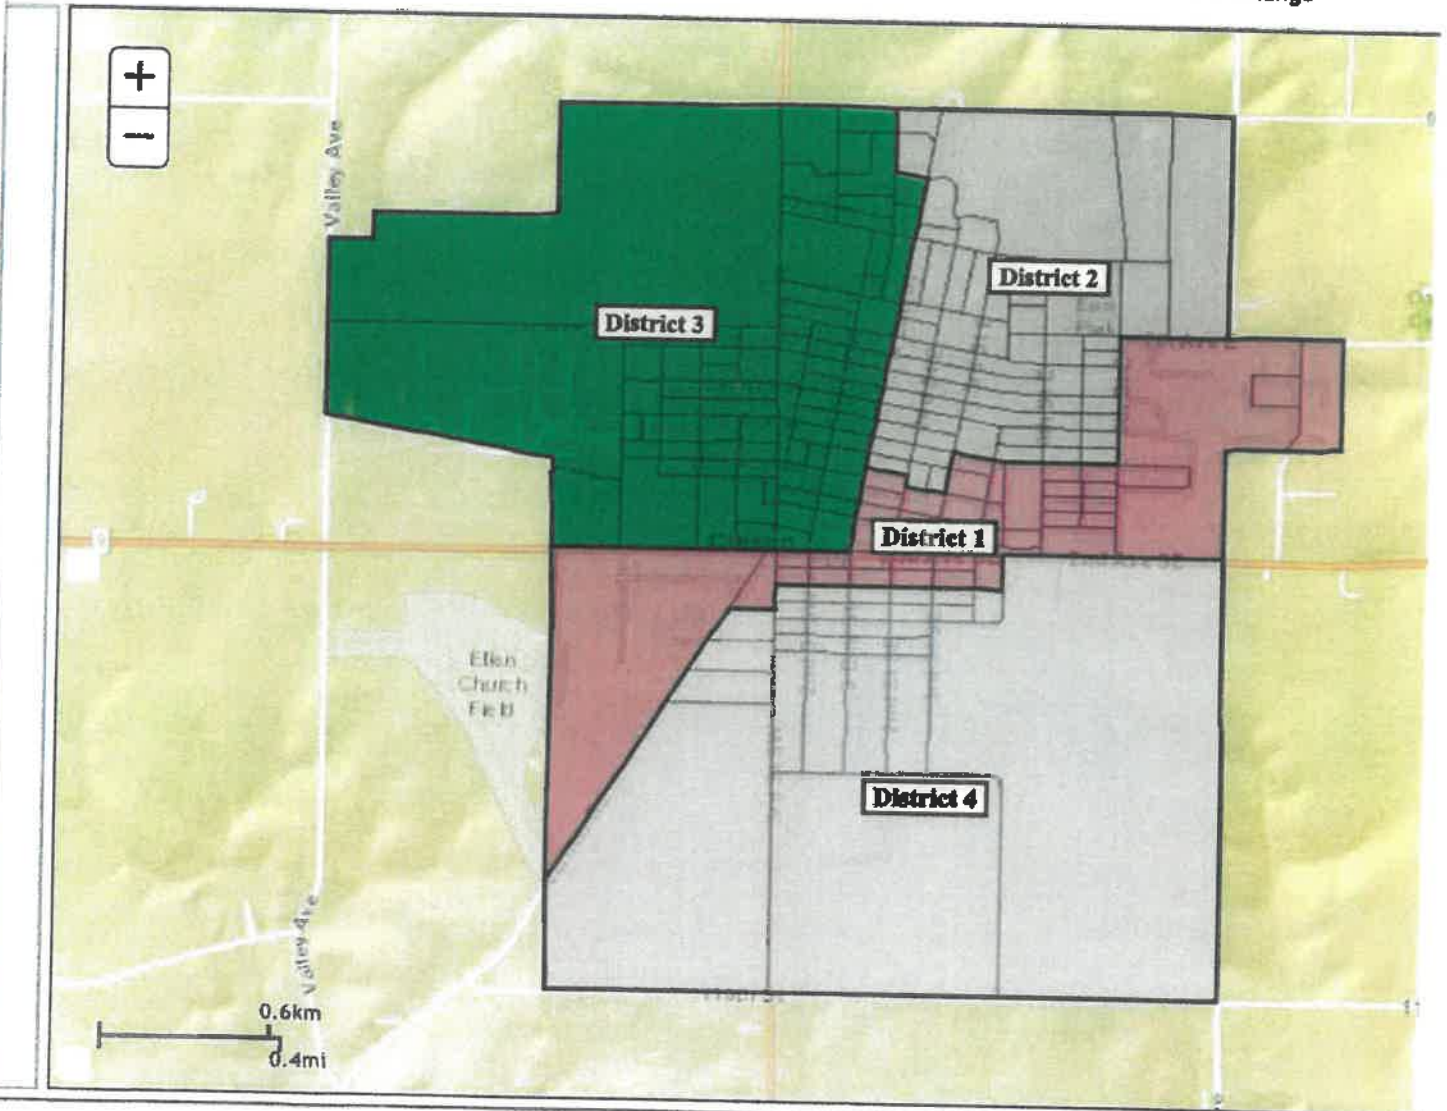 +
−
Valley Ave
District 2
District 3
District 1
9
Ellen
Church
Field
District 4
Valley Ave
0.6km
0.4mi